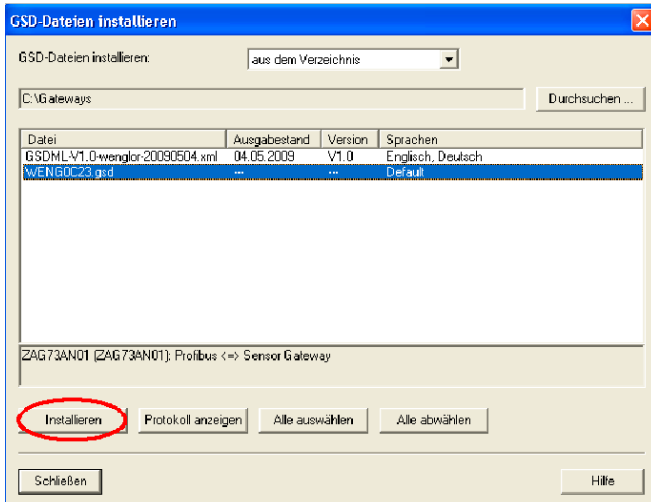 GSD-Dateien installieren
GSD-Dateien installieren: aus dem Verzeichnis
C:\Gateways Durchsuchen ...
Datei Ausgabestand Version Sprachen
GSDML-V1.0-wenglor-20090504.xml 04.05.2009 V1.0 Englisch, Deutsch
WENG0C23.gsd --- --- Default
ZAG73AN01 (ZAG73AN01): Profibus <=> Sensor Gateway
Installieren Protokoll anzeigen Alle auswählen Alle abwählen
Schließen Hilfe